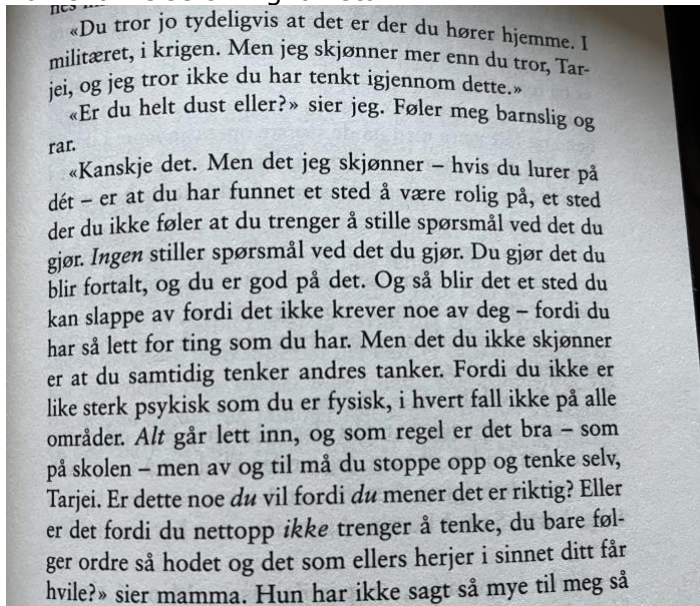 «Du tror jo tydeligvis at det er der du hører hjemme. I
militæret, i krigen. Men jeg skjønner mer enn du tror, Tar-
jei, og jeg tror ikke du har tenkt igjennom dette.»
«Er du helt dust eller?» sier jeg. Føler meg barnslig og
rar.
«Kanskje det. Men det jeg skjønner – hvis du lurer på
dét – er at du har funnet et sted å være rolig på, et sted
der du ikke føler at du trenger å stille spørsmål ved det du
gjør. Ingen stiller spørsmål ved det du gjør. Du gjør det du
blir fortalt, og du er god på det. Og så blir det et sted du
kan slappe av fordi det ikke krever noe av deg – fordi du
har så lett for ting som du har. Men det du ikke skjønner
er at du samtidig tenker andres tanker. Fordi du ikke er
like sterk psykisk som du er fysisk, i hvert fall ikke på alle
områder. Alt går lett inn, og som regel er det bra – som
på skolen – men av og til må du stoppe opp og tenke selv,
Tarjei. Er dette noe du vil fordi du mener det er riktig? Eller
er det fordi du nettopp ikke trenger å tenke, du bare føl-
ger ordre så hodet og det som ellers herjer i sinnet ditt får
hvile?» sier mamma. Hun har ikke sagt så mye til meg så